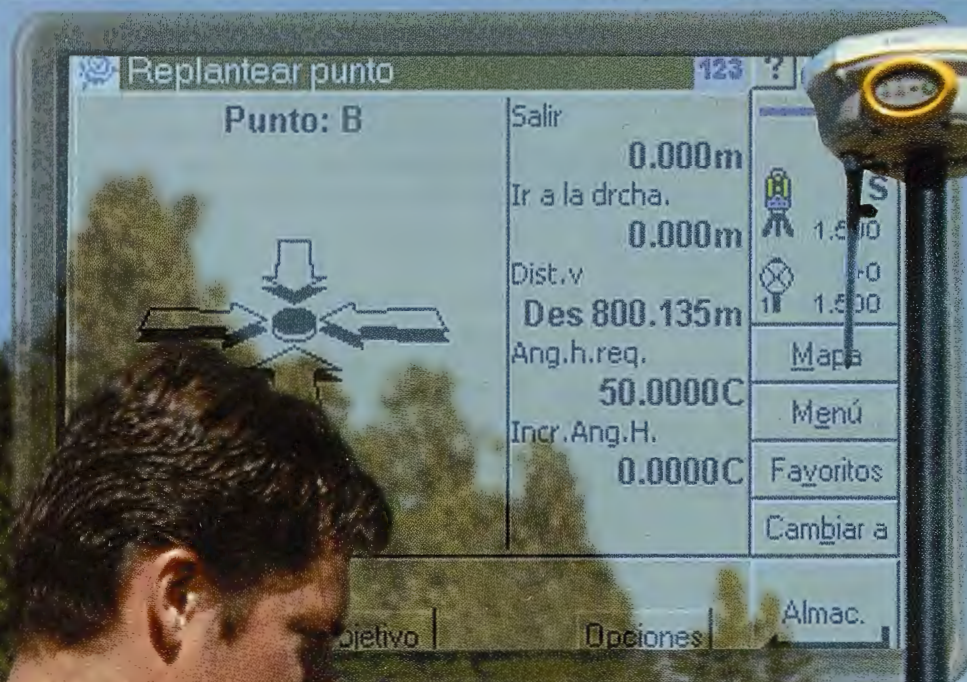 Replantear punto
123
?
Punto: B
Salir
0.000m
Ir a la drcha.
0.000m
Dist.v
Des 800.135m
Ang.h.req.
50.0000C
Incr.Ang.H.
0.0000C
S
1.500
1.500
Mapa
Menú
Favoritos
Cambiar a
Almac.
Opciones